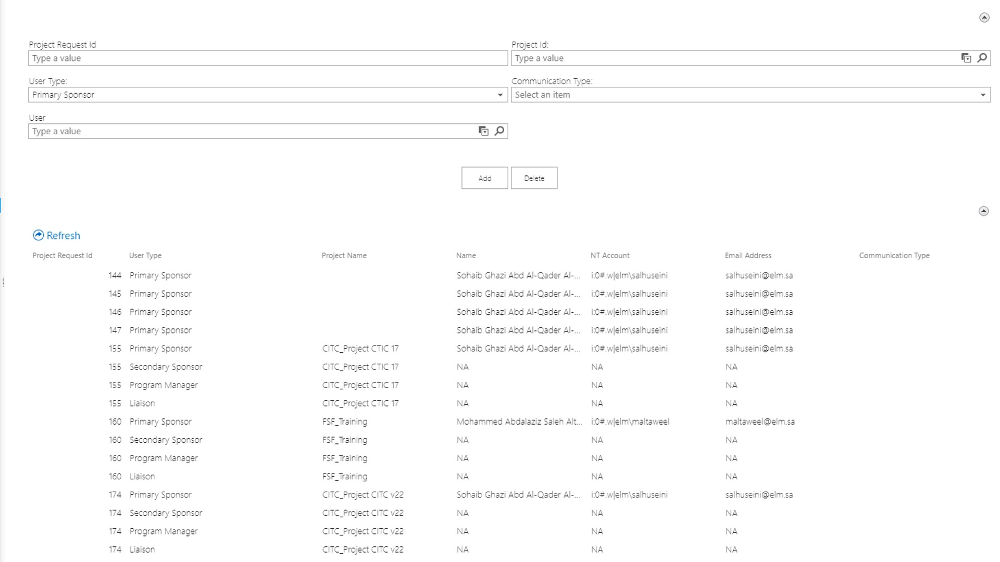 Project Request Id Project Id:
Type a value Type a value
User Type: Communication Type:
Primary Sponsor Select an item
User
Type a value
Add Delete
Refresh
Project Request Id User Type Project Name Name NT Account Email Address Communication Type
144 Primary Sponsor Sohaib Ghazi Abd Al-Qader Al-... i:0#.w|elm\salhuseini salhuseini@elm.sa
145 Primary Sponsor Sohaib Ghazi Abd Al-Qader Al-... i:0#.w|elm\salhuseini salhuseini@elm.sa
146 Primary Sponsor Sohaib Ghazi Abd Al-Qader Al-... i:0#.w|elm\salhuseini salhuseini@elm.sa
147 Primary Sponsor Sohaib Ghazi Abd Al-Qader Al-... i:0#.w|elm\salhuseini salhuseini@elm.sa
155 Primary Sponsor CITC_Project CTIC 17 Sohaib Ghazi Abd Al-Qader Al-... i:0#.w|elm\salhuseini salhuseini@elm.sa
155 Secondary Sponsor CITC_Project CTIC 17 NA NA NA
155 Program Manager CITC_Project CTIC 17 NA NA NA
155 Liaison CITC_Project CTIC 17 NA NA NA
160 Primary Sponsor FSF_Training Mohammed Abdalaziz Saleh Alt... i:0#.w|elm\maltaweel maltaweel@elm.sa
160 Secondary Sponsor FSF_Training NA NA NA
160 Program Manager FSF_Training NA NA NA
160 Liaison FSF_Training NA NA NA
174 Primary Sponsor CITC_Project CITC v22 Sohaib Ghazi Abd Al-Qader Al-... i:0#.w|elm\salhuseini salhuseini@elm.sa
174 Secondary Sponsor CITC_Project CITC v22 NA NA NA
174 Program Manager CITC_Project CITC v22 NA NA NA
174 Liaison CITC_Project CITC v22 NA NA NA